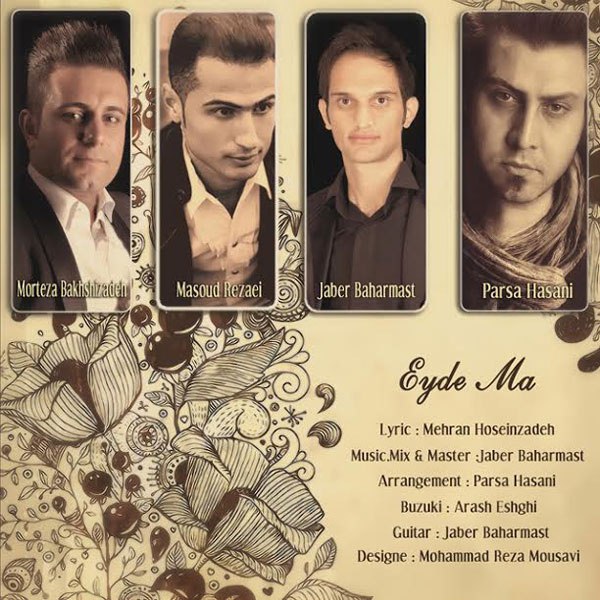 Morteza Bakhshizadeh
Masoud Rezaei
Jaber Baharmast
Parsa Hasani
Eyde Ma
Lyric : Mehran Hoseinzadeh
Music.Mix & Master :Jaber Baharmast
Arrangement : Parsa Hasani
Buzuki : Arash Eshghi
Guitar : Jaber Baharmast
Designe : Mohammad Reza Mousavi